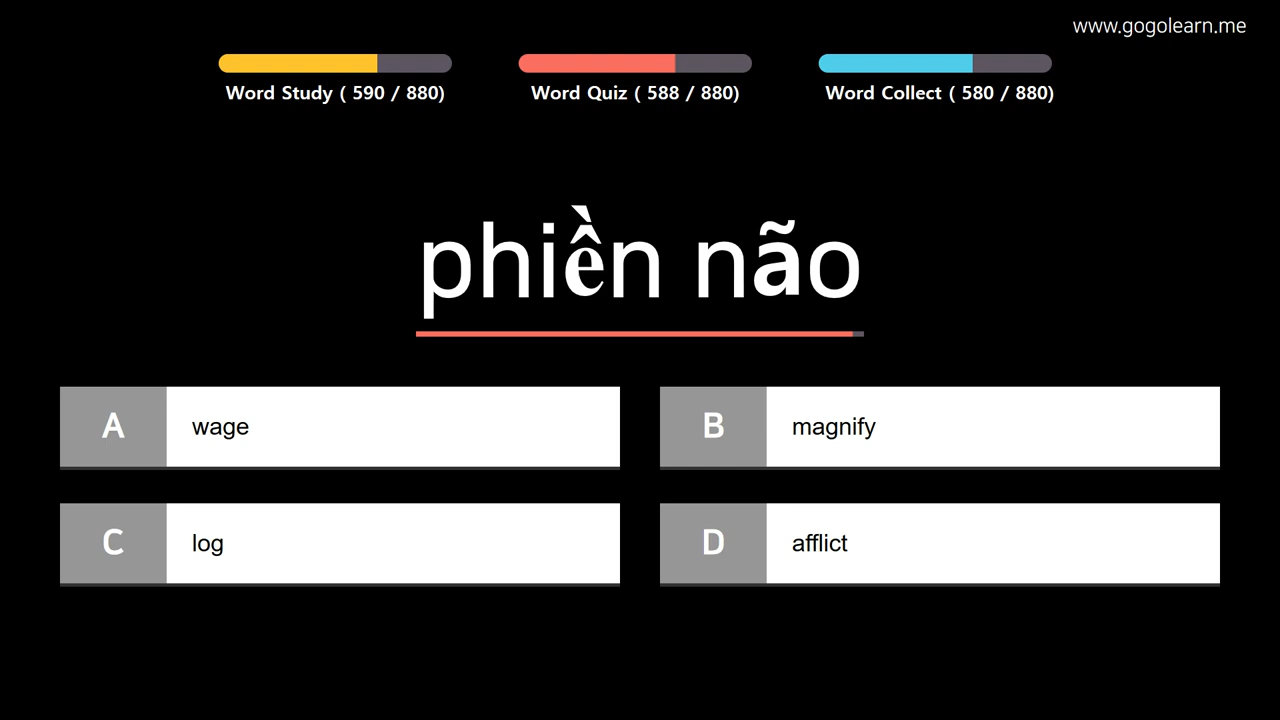 www.gogolearn.me
Word Study ( 590 / 880)
Word Quiz ( 588 / 880)
Word Collect ( 580 / 880)
phiền não
A wage
B magnify
C log
D afflict